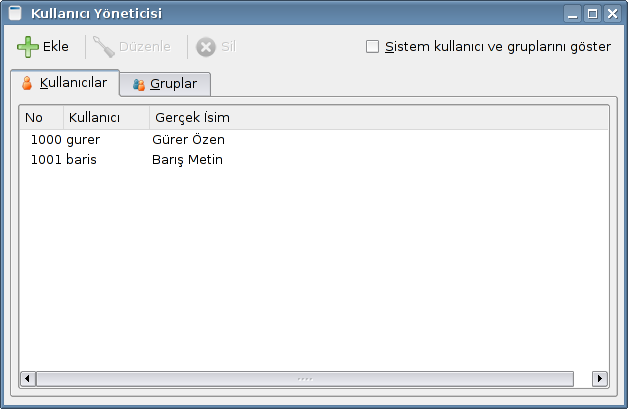 Kullanıcı Yöneticisi
Ekle Düzenle Sil Sistem kullanıcı ve gruplarını göster
Kullanıcılar Gruplar
No Kullanıcı Gerçek İsim
1000 gurer Gürer Özen
1001 baris Barış Metin